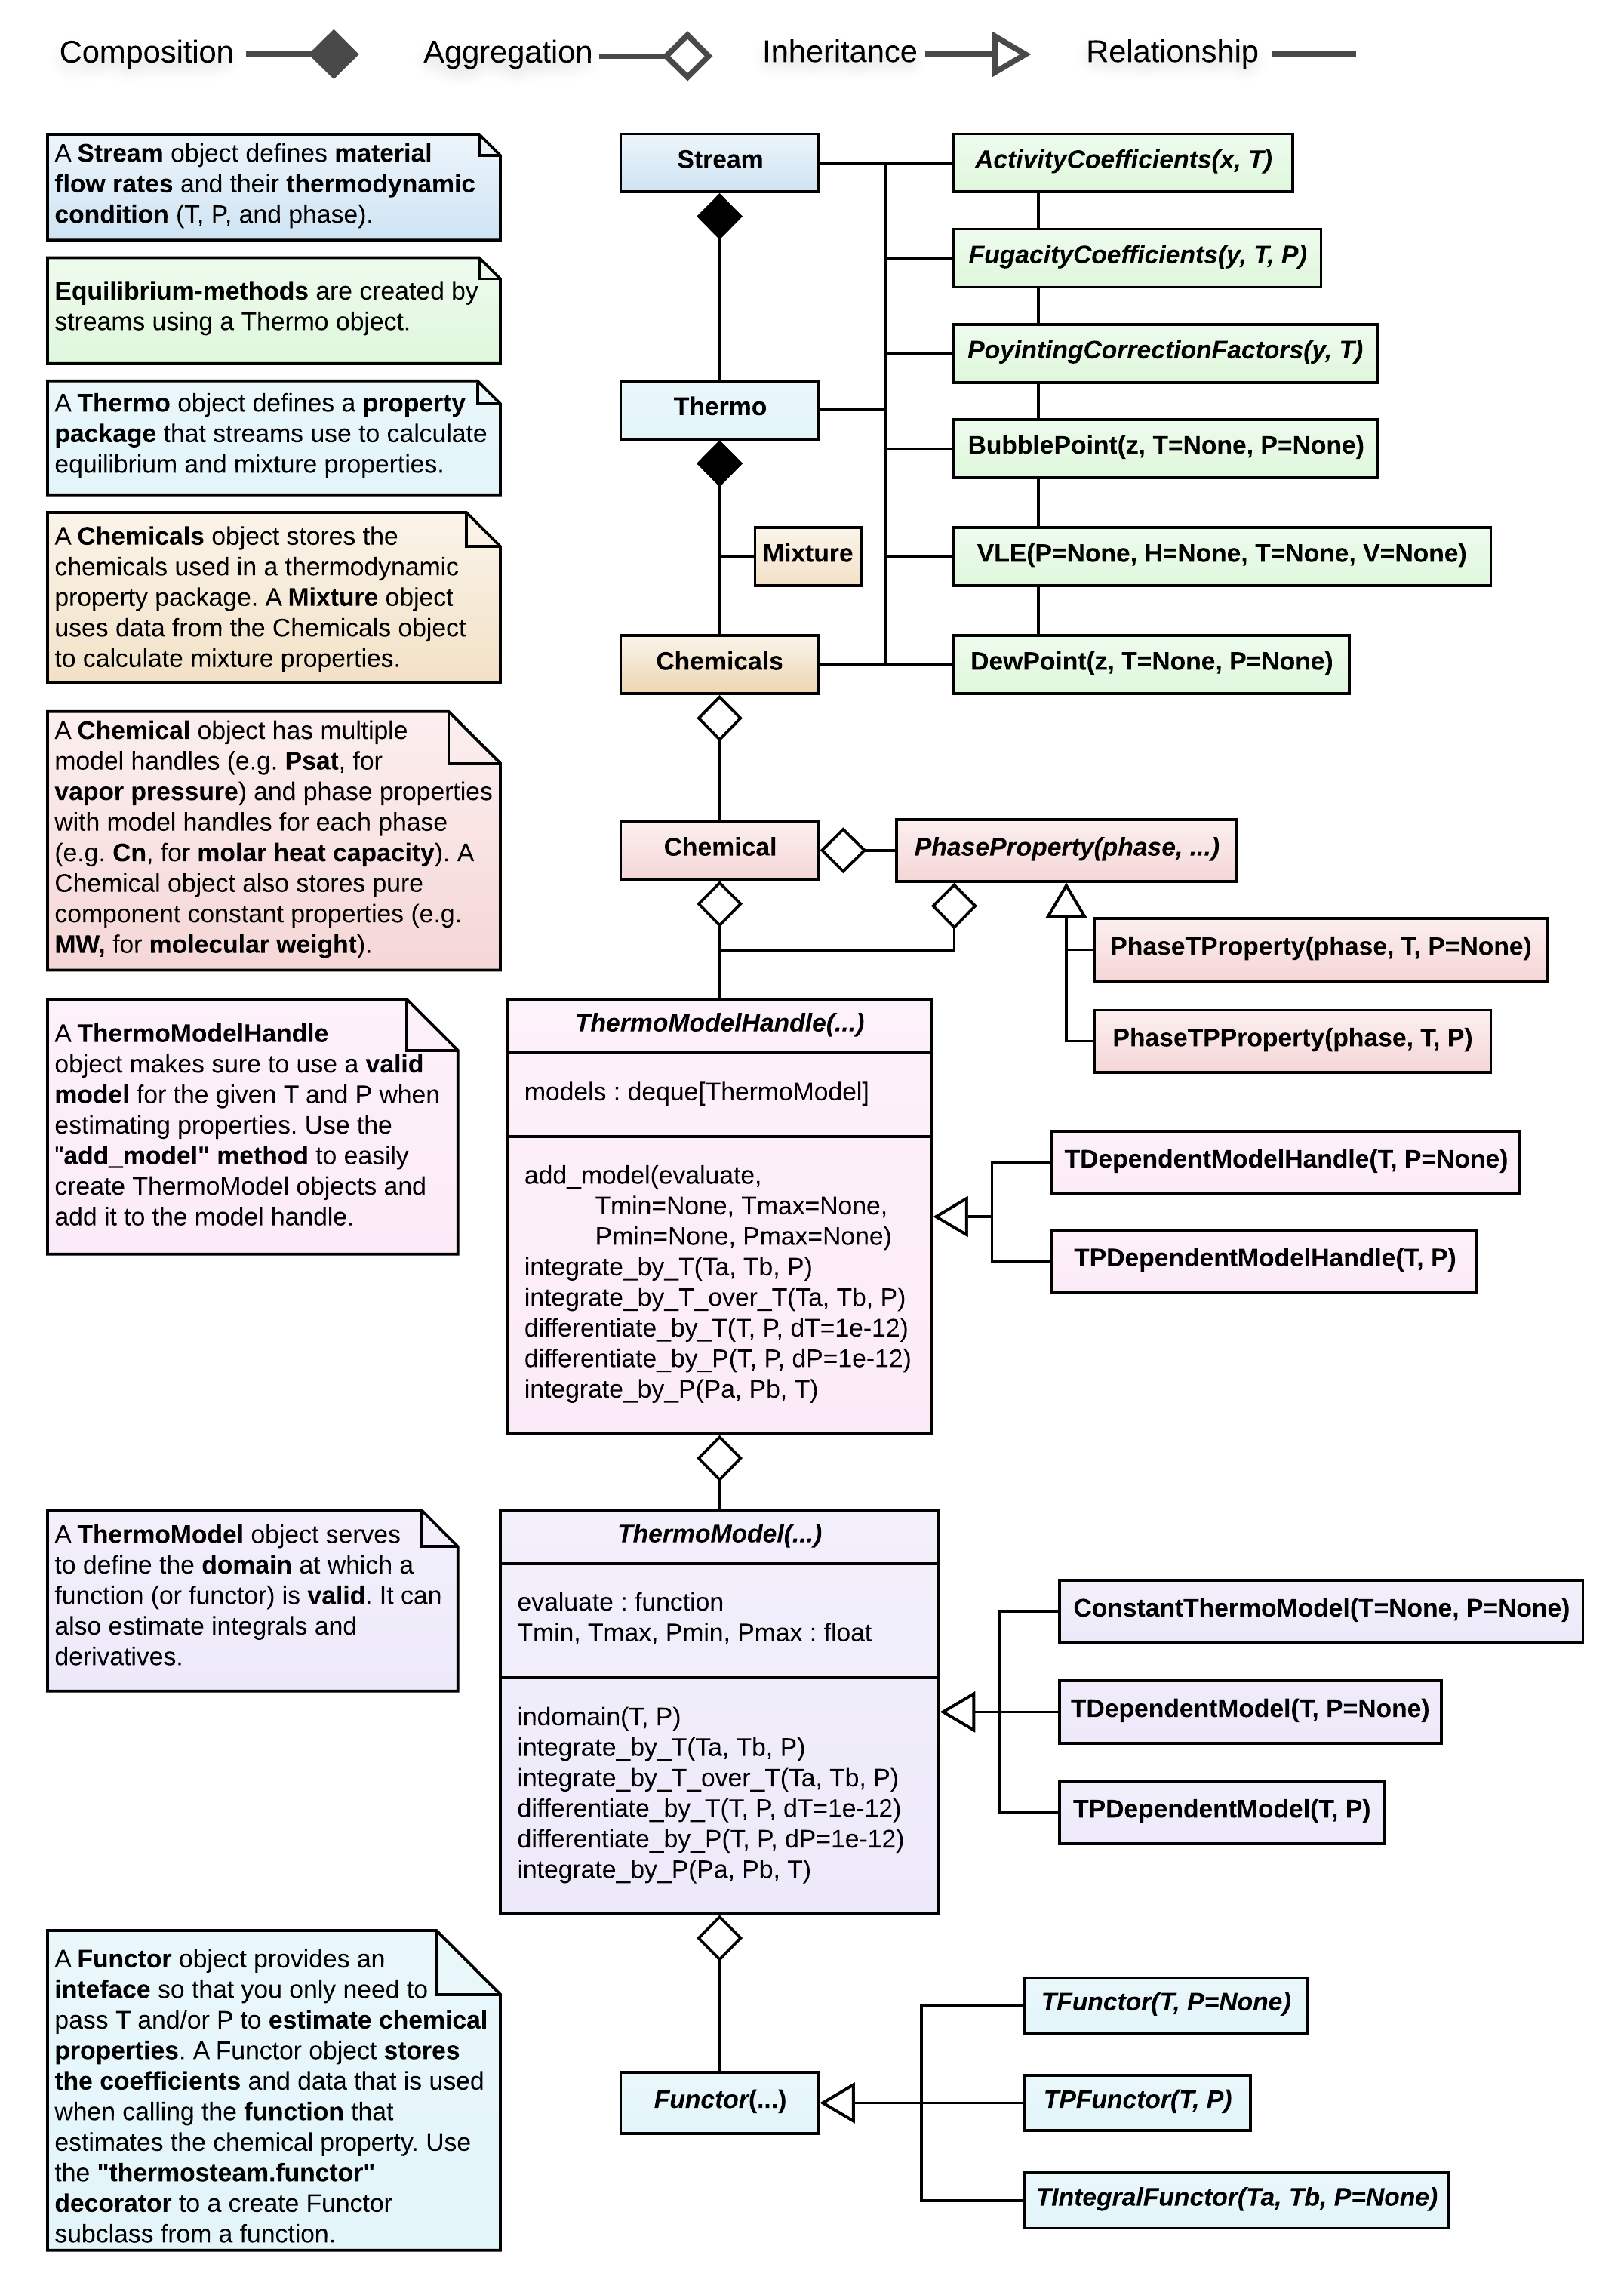 Composition
Aggregation
Inheritance
Relationship
A Stream object defines material
flow rates and their thermodynamic
condition (T, P, and phase).
Equilibrium-methods are created by
streams using a Thermo object.
A Thermo object defines a property
package that streams use to calculate
equilibrium and mixture properties.
A Chemicals object stores the
chemicals used in a thermodynamic
property package. A Mixture object
uses data from the Chemicals object
to calculate mixture properties.
A Chemical object has multiple
model handles (e.g. Psat, for
vapor pressure) and phase properties
with model handles for each phase
(e.g. Cn, for molar heat capacity). A
Chemical object also stores pure
component constant properties (e.g.
MW, for molecular weight).
A ThermoModelHandle
object makes sure to use a valid
model for the given T and P when
estimating properties. Use the
"add_model" method to easily
create ThermoModel objects and
add it to the model handle.
A ThermoModel object serves
to define the domain at which a
function (or functor) is valid. It can
also estimate integrals and
derivatives.
A Functor object provides an
inteface so that you only need to
pass T and/or P to estimate chemical
properties. A Functor object stores
the coefficients and data that is used
when calling the function that
estimates the chemical property. Use
the "thermosteam.functor"
decorator to a create Functor
subclass from a function.
Stream
Thermo
Mixture
Chemicals
ActivityCoefficients(x, T)
FugacityCoefficients(y, T, P)
PoyintingCorrectionFactors(y, T)
BubblePoint(z, T=None, P=None)
VLE(P=None, H=None, T=None, V=None)
DewPoint(z, T=None, P=None)
Chemical
PhaseProperty(phase, ...)
PhaseTProperty(phase, T, P=None)
PhaseTPProperty(phase, T, P)
ThermoModelHandle(...)
models : deque[ThermoModel]
add_model(evaluate,
Tmin=None, Tmax=None,
Pmin=None, Pmax=None)
integrate_by_T(Ta, Tb, P)
integrate_by_T_over_T(Ta, Tb, P)
differentiate_by_T(T, P, dT=1e-12)
differentiate_by_P(T, P, dP=1e-12)
integrate_by_P(Pa, Pb, T)
TDependentModelHandle(T, P=None)
TPDependentModelHandle(T, P)
ThermoModel(...)
evaluate : function
Tmin, Tmax, Pmin, Pmax : float
indomain(T, P)
integrate_by_T(Ta, Tb, P)
integrate_by_T_over_T(Ta, Tb, P)
differentiate_by_T(T, P, dT=1e-12)
differentiate_by_P(T, P, dP=1e-12)
integrate_by_P(Pa, Pb, T)
ConstantThermoModel(T=None, P=None)
TDependentModel(T, P=None)
TPDependentModel(T, P)
Functor(...)
TFunctor(T, P=None)
TPFunctor(T, P)
TIntegralFunctor(Ta, Tb, P=None)